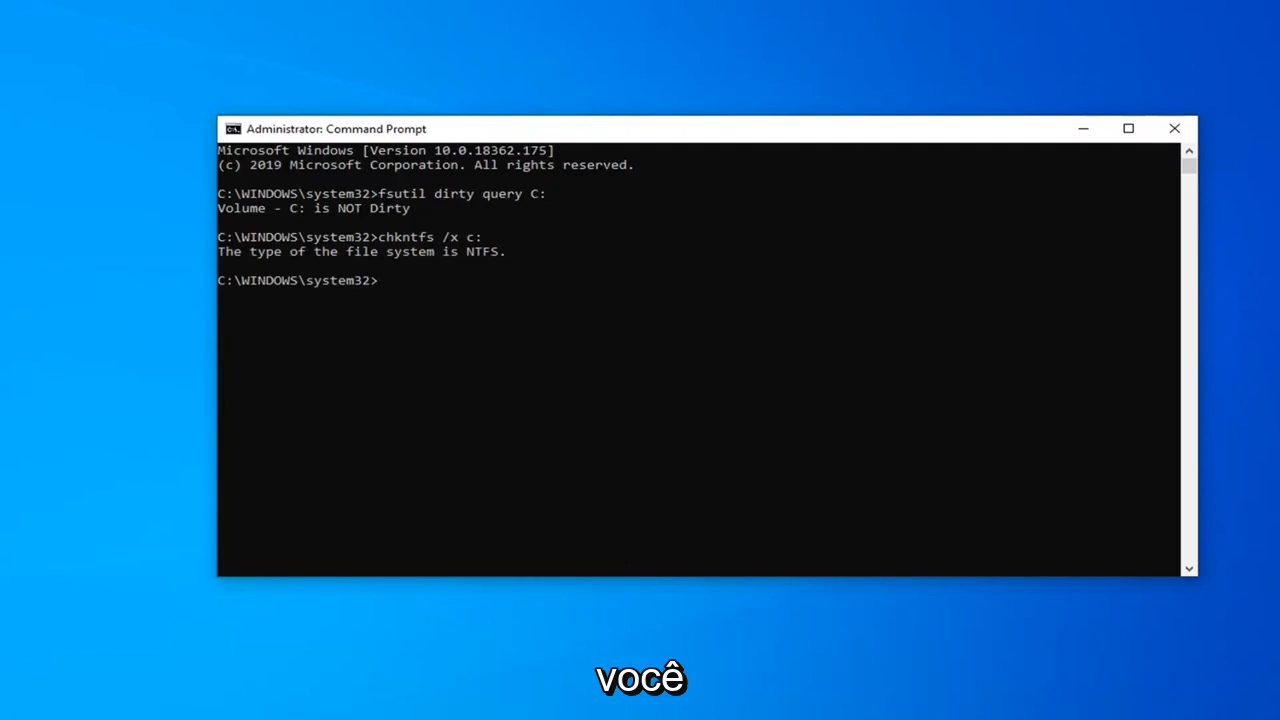 Administrator: Command Prompt
Microsoft Windows [Version 10.0.18362.175]
(c) 2019 Microsoft Corporation. All rights reserved.
C:\WINDOWS\system32>fsutil dirty query C:
Volume - C: is NOT Dirty
C:\WINDOWS\system32>chkntfs /x c:
The type of the file system is NTFS.
C:\WINDOWS\system32>
você